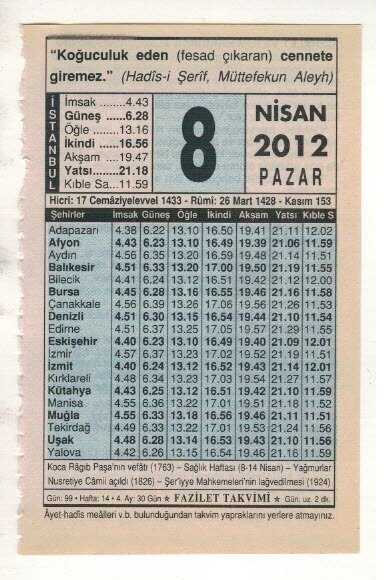 “Koğuculuk eden (fesad çıkaran) cennete
giremez.” (Hadîs-i Şerîf, Müttefekun Aleyh)
İSTANBUL
İmsak ........4.43
Güneş ......6.28
Öğle ........13.16
İkindi ......16.56
Akşam ....19.47
Yatsı......21.18
Kıble Sa...11.59
8
NİSAN
2012
PAZAR
Hicri: 17 Cemâziyelevvel 1433 - Rûmi: 26 Mart 1428 - Kasım 153
Şehirler İmsak Güneş Öğle İkindi Akşam Yatsı Kıble S
Adapazarı 4.38 6.22 13.10 16.50 19.41 21.11 12.02
Afyon 4.43 6.23 13.10 16.49 19.39 21.06 11.59
Aydın 4.56 6.35 13.20 16.59 19.48 21.14 11.51
Balıkesir 4.51 6.33 13.20 17.00 19.50 21.19 11.55
Bilecik 4.41 6.24 13.12 16.51 19.42 21.12 12.00
Bursa 4.45 6.28 13.16 16.55 19.46 21.16 11.58
Çanakkale 4.56 6.39 13.26 17.06 19.56 21.26 11.53
Denizli 4.51 6.30 13.15 16.54 19.44 21.10 11.54
Edirne 4.51 6.37 13.25 17.05 19.57 21.29 11.55
Eskişehir 4.40 6.23 13.10 16.49 19.40 21.09 12.01
İzmir 4.57 6.37 13.23 17.02 19.52 21.19 11.51
İzmit 4.40 6.24 13.12 16.52 19.43 21.14 12.01
Kırklareli 4.48 6.34 13.23 17.03 19.54 21.27 11.57
Kütahya 4.43 6.25 13.12 16.51 19.42 21.10 11.59
Manisa 4.55 6.36 13.22 17.01 19.51 21.18 11.52
Muğla 4.55 6.33 13.18 16.56 19.46 21.11 11.51
Tekirdağ 4.49 6.33 13.22 17.01 19.53 21.24 11.56
Uşak 4.48 6.28 13.14 16.53 19.43 21.10 11.56
Yalova 4.42 6.26 13.15 16.54 19.46 21.16 11.59
Koca Râgıb Paşa’nın vefâtı (1763) – Sağlık Haftası (8-14 Nisan) – Yağmurlar
Nusretiye Câmii açıldı (1826) – Şer’iyye Mahkemeleri’nin lağvedilmesi (1924)
Gün: 99 • Hafta: 14 • 4. Ay: 30 Gün ★ FAZİLET TAKVİMİ ★ Gün. uz. 2 dk.
Âyet-hadîs meâlleri v.b. bulunduğundan takvim yapraklarını yerlere atmayınız.